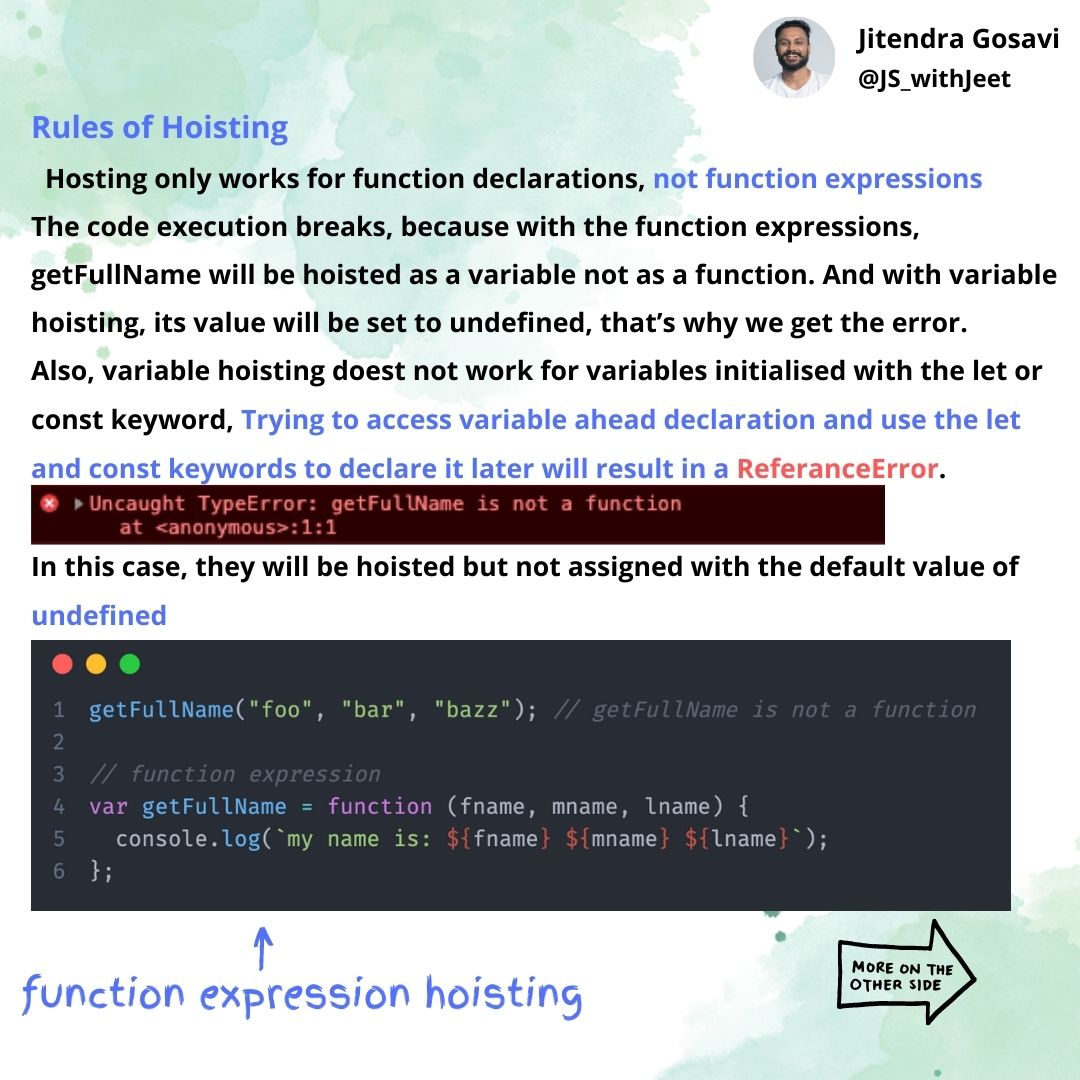 Jitendra Gosavi
@JS_withJeet
Rules of Hoisting
Hosting only works for function declarations, not function expressions
The code execution breaks, because with the function expressions,
getFullName will be hoisted as a variable not as a function. And with variable
hoisting, its value will be set to undefined, that’s why we get the error.
Also, variable hoisting doest not work for variables initialised with the let or
const keyword, Trying to access variable ahead declaration and use the let
and const keywords to declare it later will result in a ReferanceError.
Uncaught TypeError: getFullName is not a function
at <anonymous>:1:1
In this case, they will be hoisted but not assigned with the default value of
undefined
1 getFullName("foo", "bar", "bazz"); // getFullName is not a function
2
3 // function expression
4 var getFullName = function (fname, mname, lname) {
5 console.log(`my name is: ${fname} ${mname} ${lname}`);
6 };
function expression hoisting
MORE ON THE
OTHER SIDE